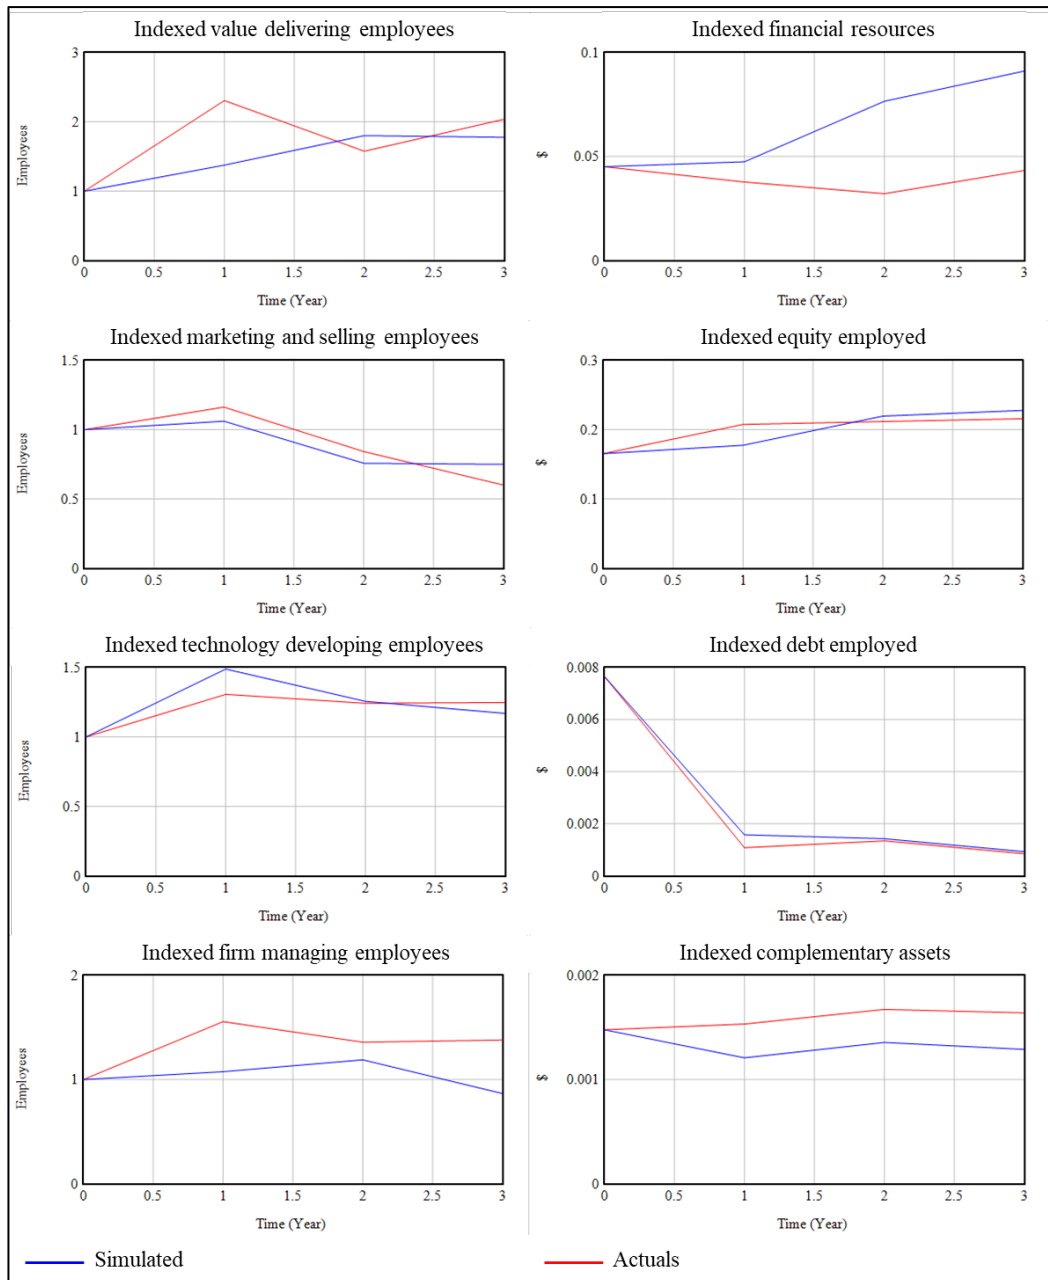 Indexed value delivering employees
3
2
1
0
Employees
0 0.5 1 1.5 2 2.5 3
Time (Year)
Indexed financial resources
0.1
0.05
0
$
0 0.5 1 1.5 2 2.5 3
Time (Year)
Indexed marketing and selling employees
1.5
1
0.5
0
Employees
0 0.5 1 1.5 2 2.5 3
Time (Year)
Indexed equity employed
0.3
0.2
0.1
0
$
0 0.5 1 1.5 2 2.5 3
Time (Year)
Indexed technology developing employees
1.5
1
0.5
0
Employees
0 0.5 1 1.5 2 2.5 3
Time (Year)
Indexed debt employed
0.008
0.006
0.004
0.002
0
$
0 0.5 1 1.5 2 2.5 3
Time (Year)
Indexed firm managing employees
2
1
0
Employees
0 0.5 1 1.5 2 2.5 3
Time (Year)
Indexed complementary assets
0.002
0.001
0
$
0 0.5 1 1.5 2 2.5 3
Time (Year)
Simulated
Actuals